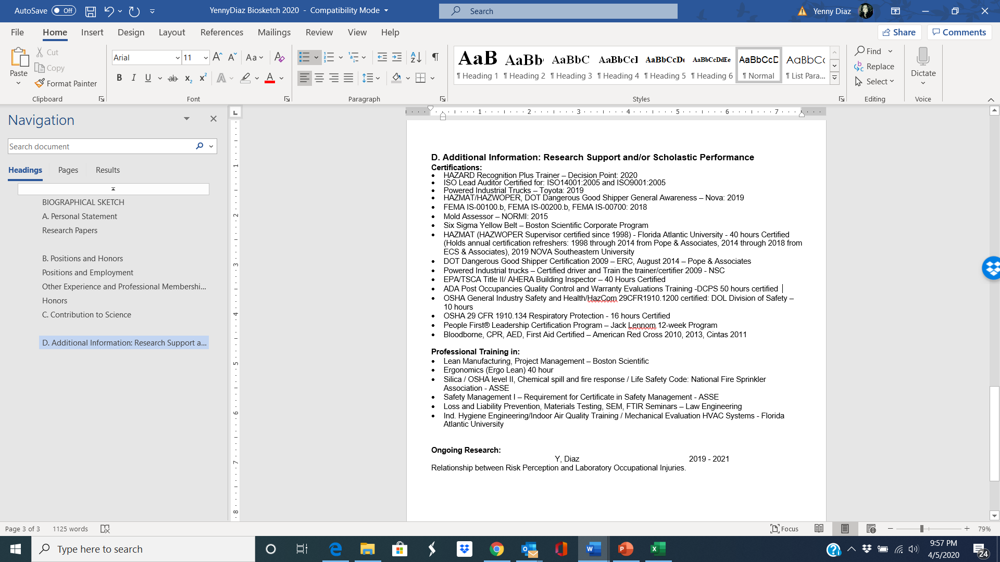 AutoSave Off
YennyDiaz Biosketch 2020 - Compatibility Mode
Search
Yenny Diaz
File Home Insert Design Layout References Mailings Review View Help
Share Comments
Paste
Cut
Copy
Format Painter
Clipboard
Arial 11
Font
Paragraph
AaB AaBb AaBbC AaBbCcI AaBbCcDt AaBbCcDdEe AaBbCcD AaBbCc
¶ Heading 1 ¶ Heading 2 ¶ Heading 3 ¶ Heading 4 ¶ Heading 5 ¶ Heading 6 ¶ Normal ¶ List Para...
Styles
Find
Replace
Select
Editing
Dictate
Voice
Navigation
Search document
Headings Pages Results
BIOGRAPHICAL SKETCH
A. Personal Statement
Research Papers
B. Positions and Honors
Positions and Employment
Other Experience and Professional Membershi...
Honors
C. Contribution to Science
D. Additional Information: Research Support a...
1 2 3 4 5 6 7
1
2
3
4
5
6
7
8
D. Additional Information: Research Support and/or Scholastic Performance
Certifications:
• HAZARD Recognition Plus Trainer – Decision Point: 2020
• ISO Lead Auditor Certified for: ISO14001:2005 and ISO9001:2005
• Powered Industrial Trucks – Toyota: 2019
• HAZMAT/HAZWOPER, DOT Dangerous Good Shipper General Awareness – Nova: 2019
• FEMA IS-00100.b, FEMA IS-00200.b, FEMA IS-00700: 2018
• Mold Assessor – NORMI: 2015
• Six Sigma Yellow Belt – Boston Scientific Corporate Program
• HAZMAT (HAZWOPER Supervisor certified since 1998) - Florida Atlantic University - 40 hours Certified
(Holds annual certification refreshers: 1998 through 2014 from Pope & Associates, 2014 through 2018 from
ECS & Associates), 2019 NOVA Southeastern University
• DOT Dangerous Good Shipper Certification 2009 – ERC, August 2014 – Pope & Associates
• Powered Industrial trucks – Certified driver and Train the trainer/certifier 2009 - NSC
• EPA/TSCA Title II/ AHERA Building Inspector – 40 Hours Certified
• ADA Post Occupancies Quality Control and Warranty Evaluations Training -DCPS 50 hours certified
• OSHA General Industry Safety and Health/HazCom 29CFR1910.1200 certified: DOL Division of Safety –
10 hours
• OSHA 29 CFR 1910.134 Respiratory Protection - 16 hours Certified
• People First® Leadership Certification Program – Jack Lennom 12-week Program
• Bloodborne, CPR, AED, First Aid Certified – American Red Cross 2010, 2013, Cintas 2011
Professional Training in:
• Lean Manufacturing, Project Management – Boston Scientific
• Ergonomics (Ergo Lean) 40 hour
• Silica / OSHA level II, Chemical spill and fire response / Life Safety Code: National Fire Sprinkler
Association - ASSE
• Safety Management I – Requirement for Certificate in Safety Management - ASSE
• Loss and Liability Prevention, Materials Testing, SEM, FTIR Seminars – Law Engineering
• Ind. Hygiene Engineering/Indoor Air Quality Training / Mechanical Evaluation HVAC Systems - Florida
Atlantic University
Ongoing Research:
Y, Diaz 2019 - 2021
Relationship between Risk Perception and Laboratory Occupational Injuries.
Page 3 of 3 1125 words
Focus
79%
Type here to search
9:57 PM
4/5/2020
24